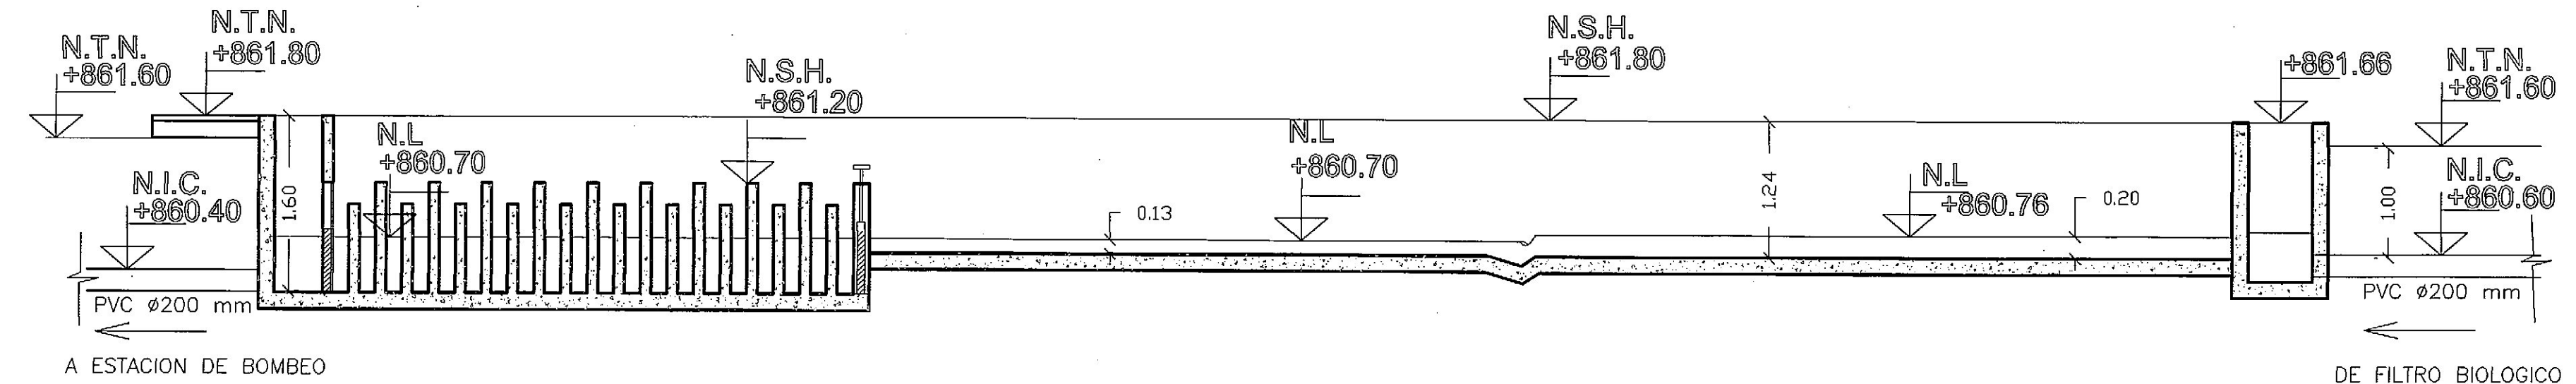 N.T.N.
+861.60
N.T.N.
+861.80
N.S.H.
+861.20
N.S.H.
+861.80
+861.66
N.T.N.
+861.60
N.I.C.
+860.40
1.60
N.L
+860.70
N.L
+860.70
0.13
1.24
N.L
+860.76
0.20
1.00
N.I.C.
+860.60
PVC Ø200 mm
PVC Ø200 mm
A ESTACION DE BOMBEO
DE FILTRO BIOLOGICO